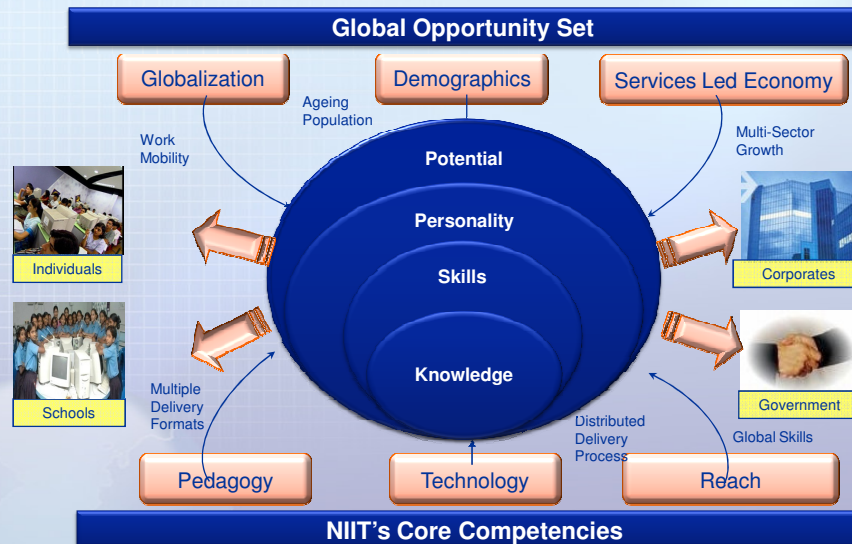 Global Opportunity Set
Globalization
Demographics
Services Led Economy
Ageing
Population
Work
Mobility
Multi-Sector
Growth
Potential
Personality
Skills
Knowledge
Individuals
Corporates
Schools
Government
Multiple
Delivery
Formats
Distributed
Delivery
Process
Global Skills
Pedagogy
Technology
Reach
NIIT's Core Competencies